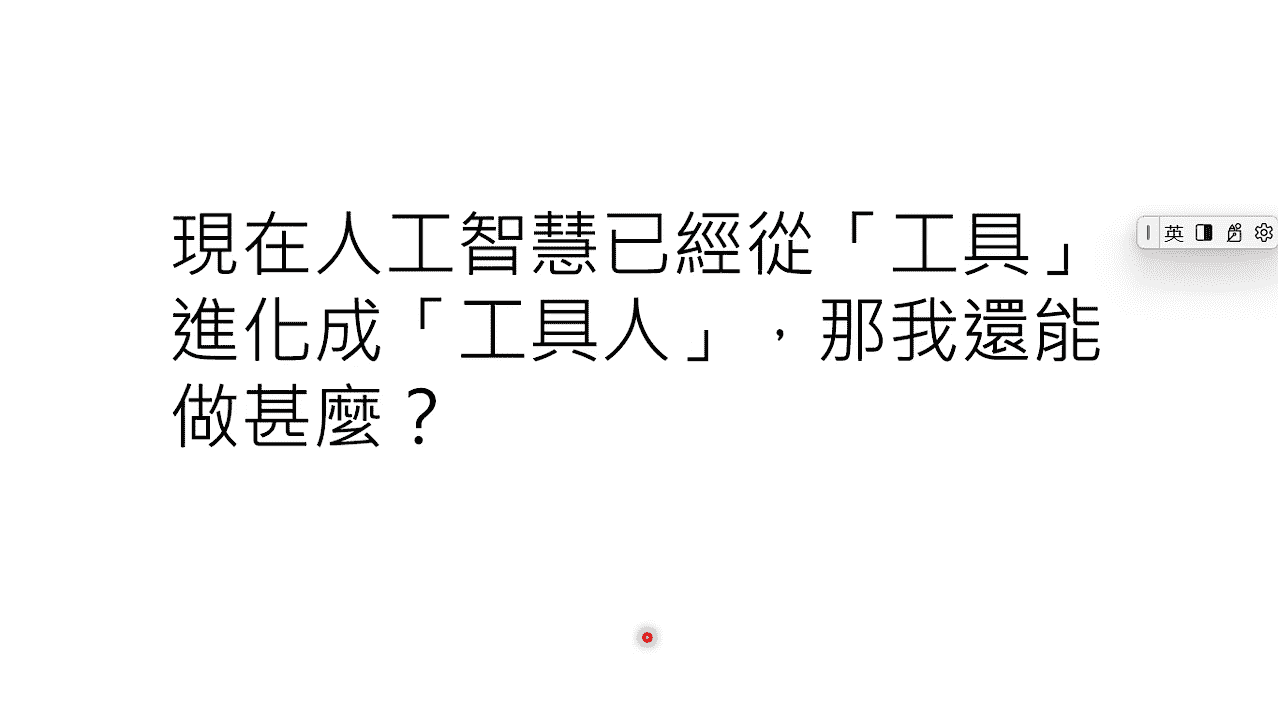 現在人工智慧已經從「工具」
進化成「工具人」，那我還能
做甚麼？
英